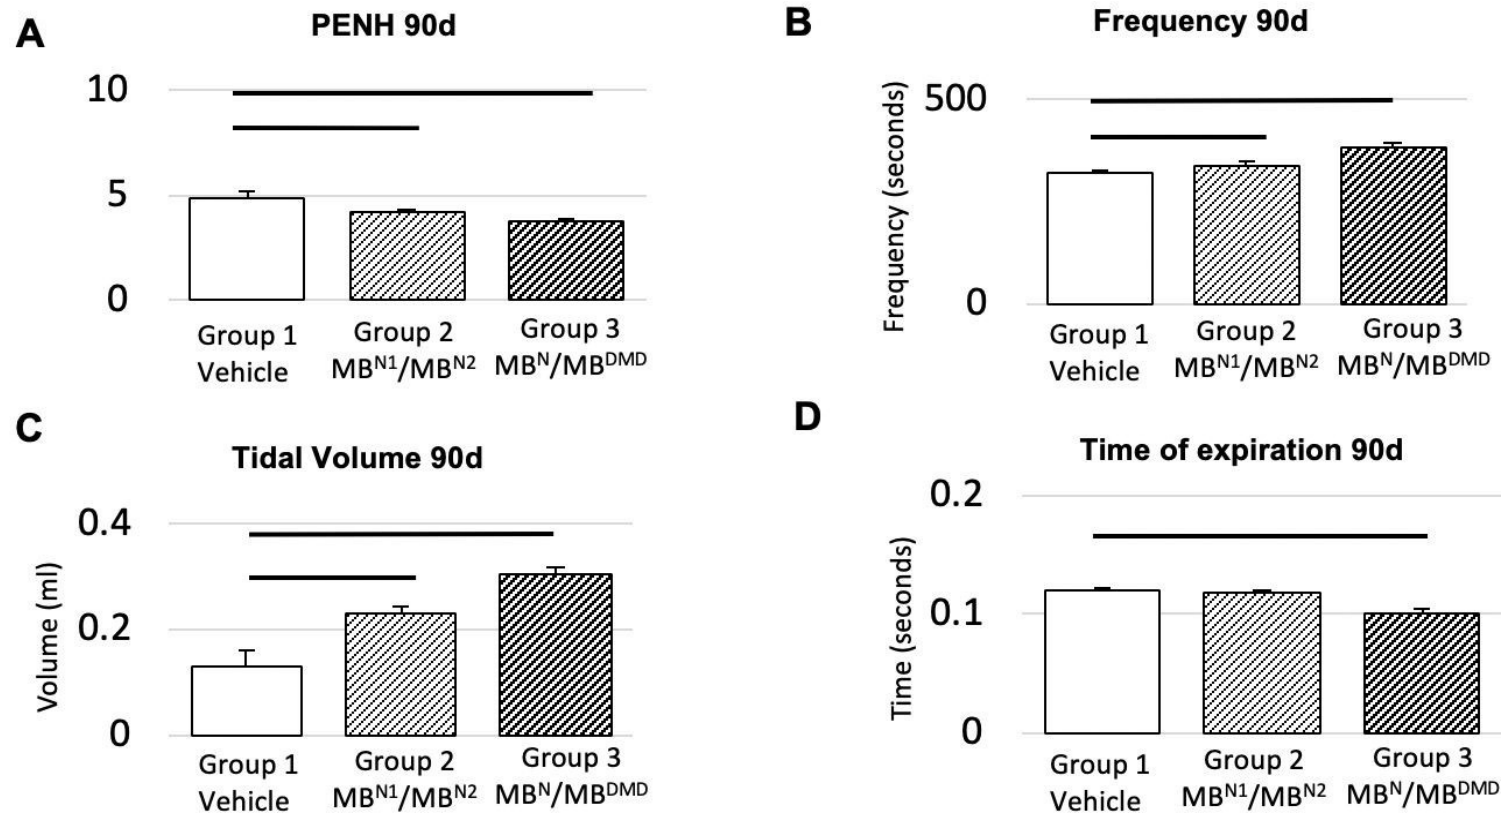 A
PENH 90d
10
5
0
Group 1
Vehicle
Group 2
MBN1/MBN2
Group 3
MBN/MBDMD
B
Frequency 90d
Frequency (seconds)
500
0
Group 1
Vehicle
Group 2
MBN1/MBN2
Group 3
MBN/MBDMD
C
Tidal Volume 90d
Volume (ml)
0.4
0.2
0
Group 1
Vehicle
Group 2
MBN1/MBN2
Group 3
MBN/MBDMD
D
Time of expiration 90d
Time (seconds)
0.2
0.1
0
Group 1
Vehicle
Group 2
MBN1/MBN2
Group 3
MBN/MBDMD